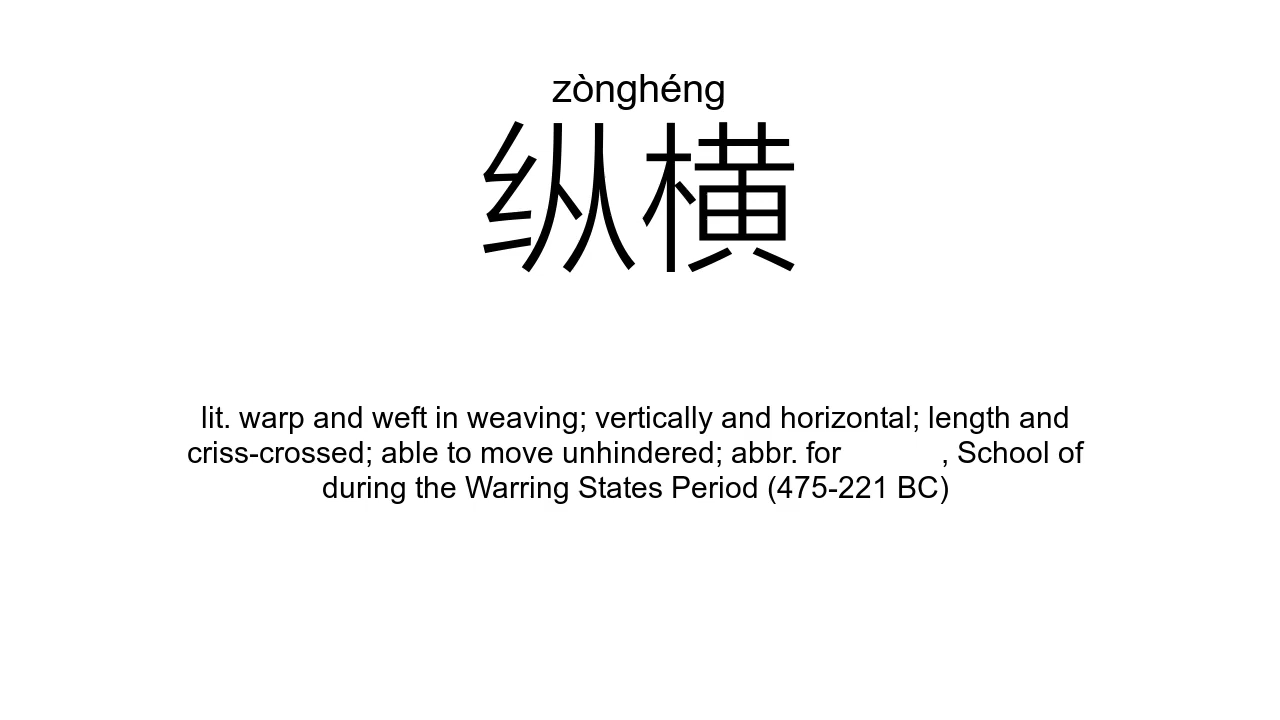 zònghéng
纵横
lit. warp and weft in weaving; vertically and horizontal; length and
criss-crossed; able to move unhindered; abbr. for , School of
during the Warring States Period (475-221 BC)